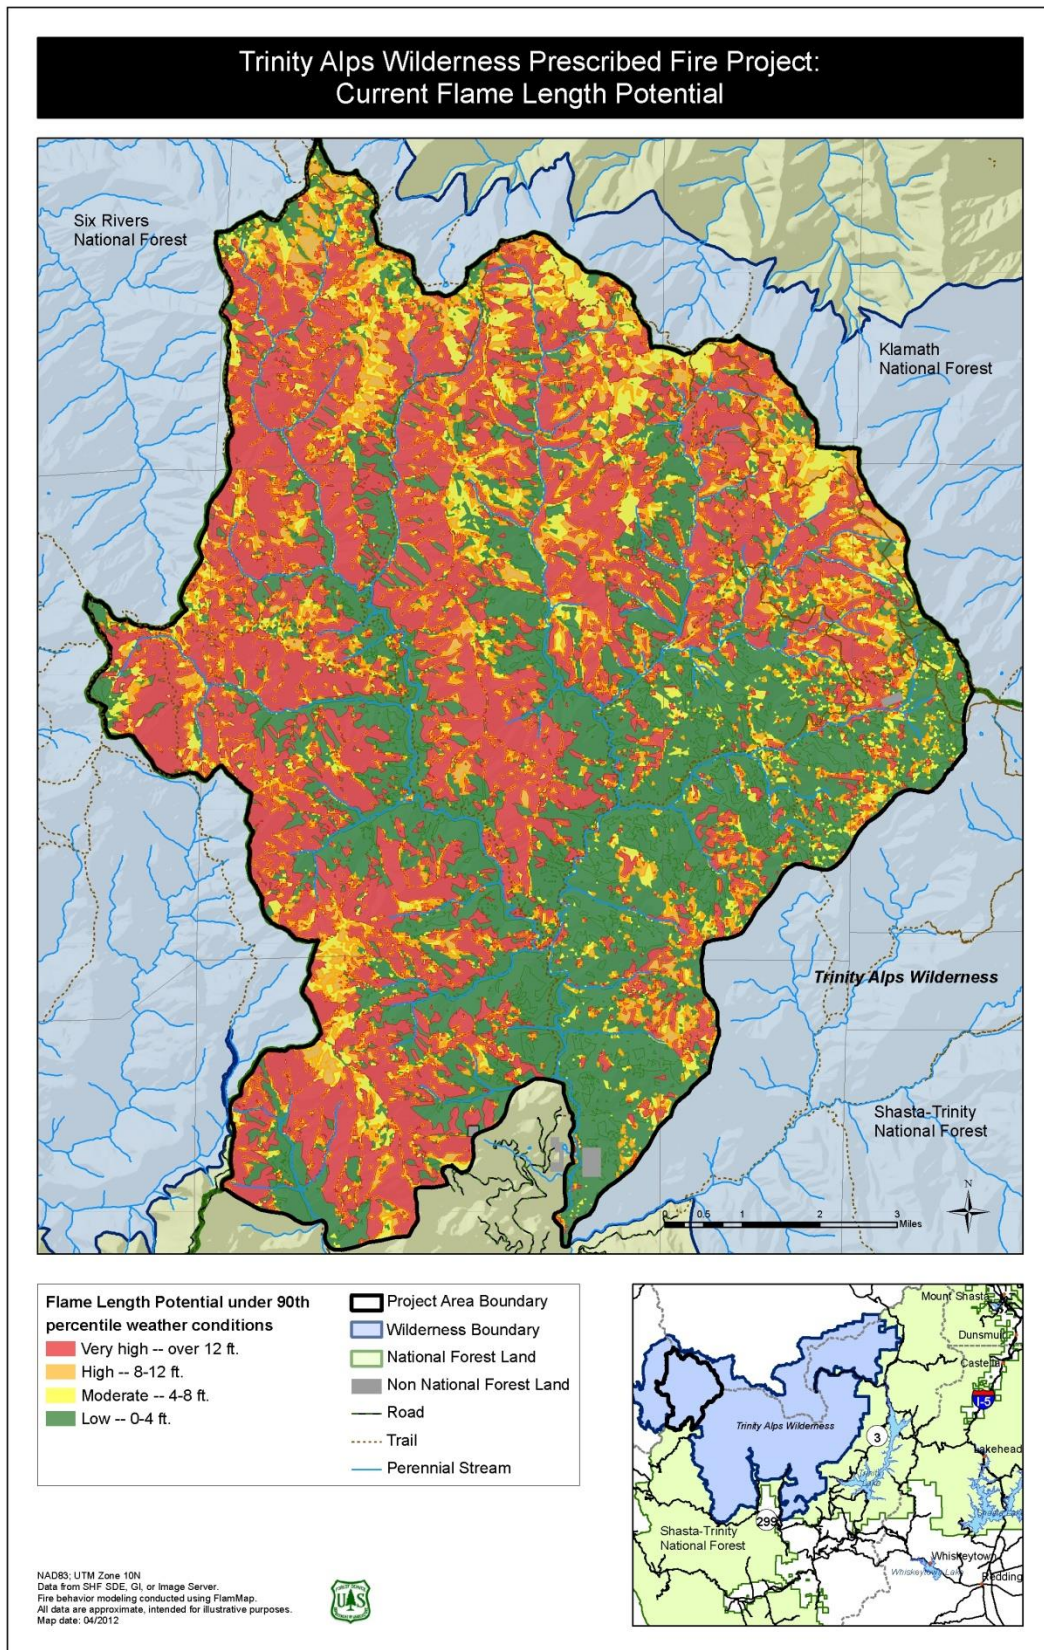 Trinity Alps Wilderness Prescribed Fire Project:
Current Flame Length Potential
Six Rivers
National Forest
Klamath
National Forest
Trinity Alps Wilderness
Shasta-Trinity
National Forest
N
0 0.5 1 2 3
Miles
Flame Length Potential under 90th
percentile weather conditions
Very high -- over 12 ft.
High -- 8-12 ft.
Moderate -- 4-8 ft.
Low -- 0-4 ft.
Project Area Boundary
Wilderness Boundary
National Forest Land
Non National Forest Land
Road
Trail
Perennial Stream
Mount Shasta
Dunsmuir
Castella
I-5
Trinity Alps Wilderness
3
Lakehead
Trinity
Lake
Shasta Lake
299
Shasta-Trinity
National Forest
Whiskeytown
Whiskeytown Lake
Redding
NAD83; UTM Zone 10N
Data from SHF SDE, GI, or Image Server.
Fire behavior modeling conducted using FlamMap.
All data are approximate, intended for illustrative purposes.
Map date: 04/2012
U S